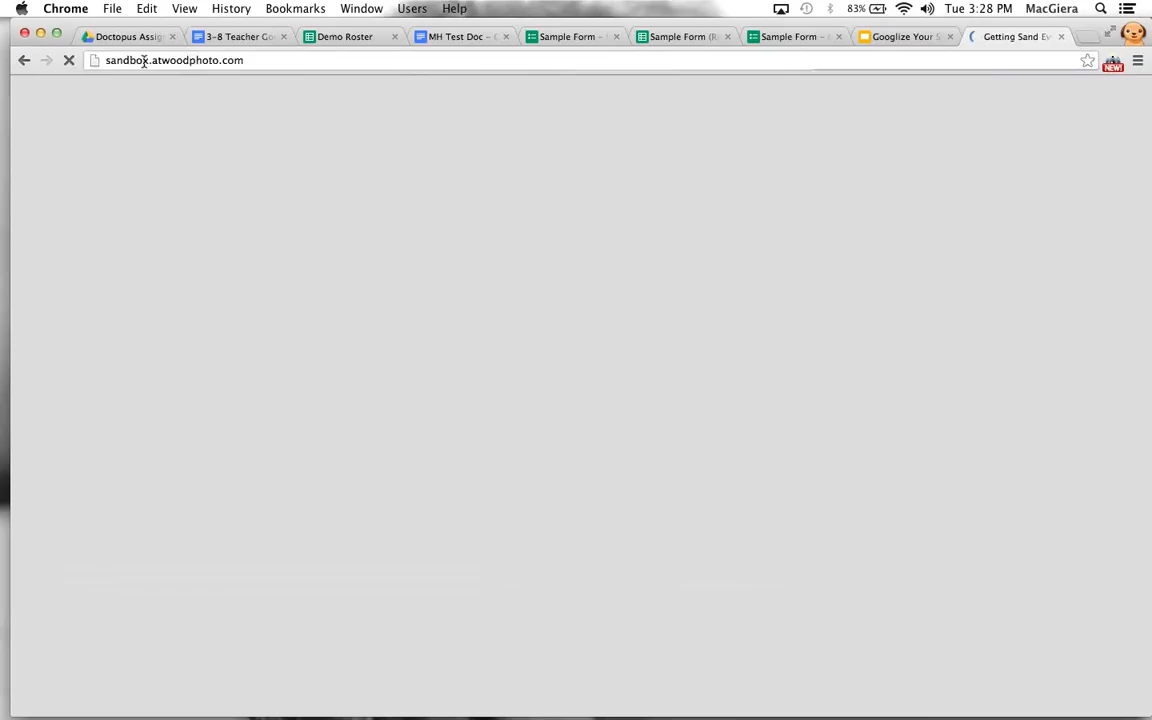 Chrome File Edit View History Bookmarks Window Users Help 83% Tue 3:28 PM MacGiera
Doctopus Assig 3-8 Teacher Go Demo Roster MH Test Doc - Sample Form - Sample Form (R Sample Form - Googlize Your S Getting Sand Ev
sandbox.atwoodphoto.com
NEW!